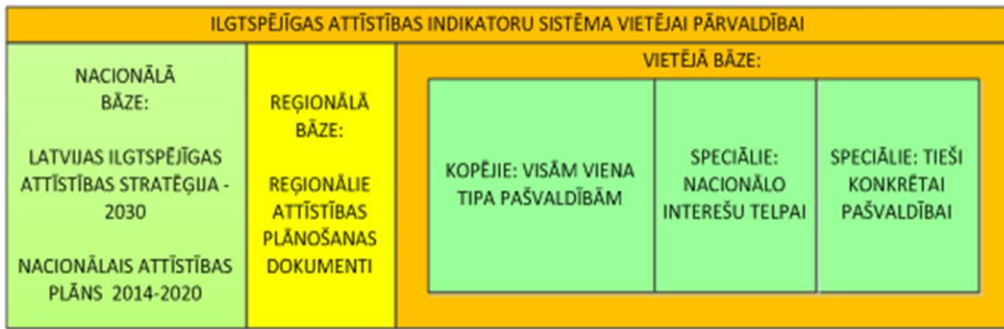 ILGTSPĒJĪGAS ATTĪSTĪBAS INDIKATORU SISTĒMA VIETĒJAI PĀRVALDĪBAI
NACIONĀLĀ
BĀZE:
LATVIJAS ILGTSPĒJĪGAS
ATTĪSTĪBAS STRATĒĢIJA -
2030
NACIONĀLAIS ATTĪSTĪBAS
PLĀNS 2014-2020
REĢIONĀLĀ
BĀZE:
REĢIONĀLIE
ATTĪSTĪBAS
PLĀNOŠANAS
DOKUMENTI
VIETĒJĀ BĀZE:
KOPĒJIE: VISĀM VIENA
TIPA PAŠVALDĪBĀM
SPECIĀLIE:
NACIONĀLO
INTEREŠU TELPAI
SPECIĀLIE: TIEŠI
KONKRĒTAI
PAŠVALDĪBAI